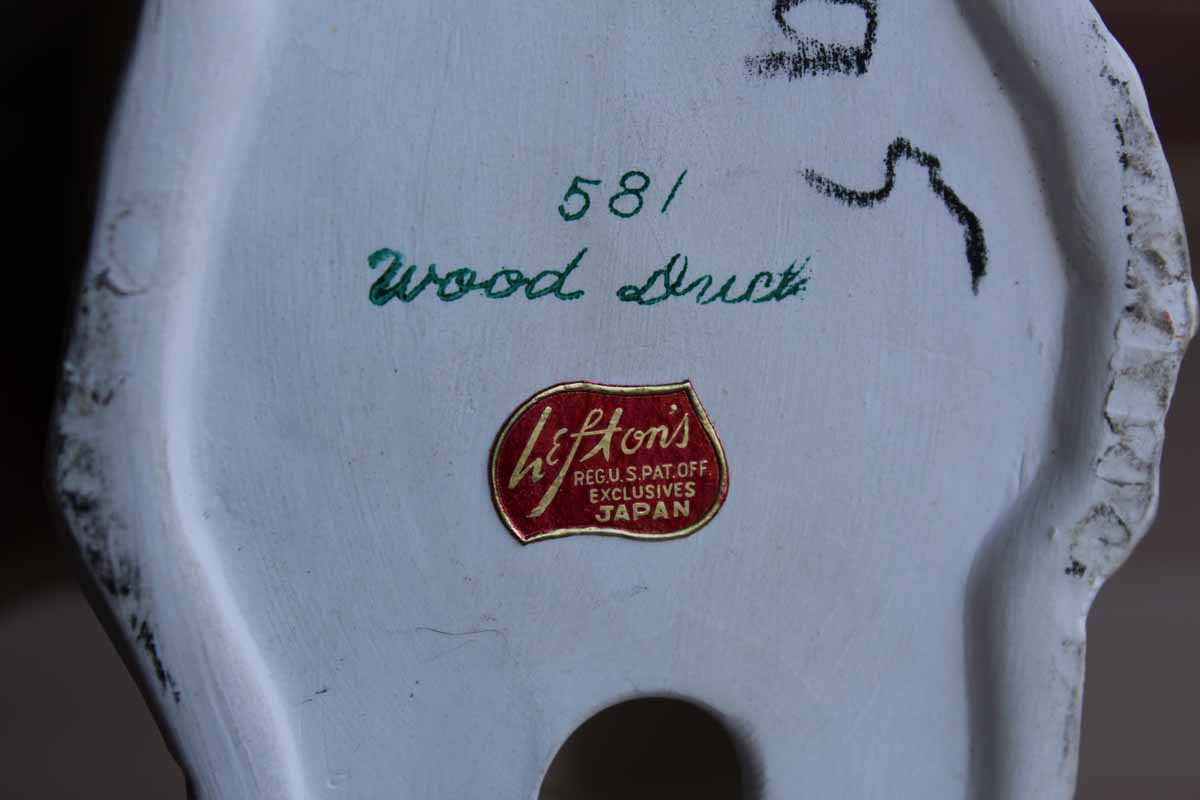 581
Wood Duck
Lefton's
REG.U.S.PAT.OFF.
EXCLUSIVES
JAPAN